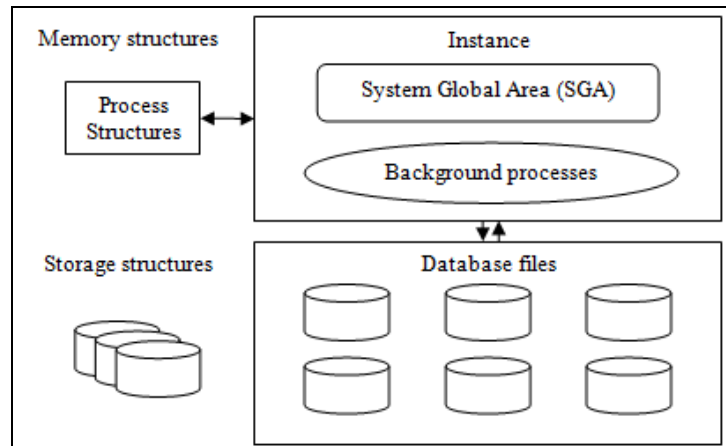 Memory structures
Instance
System Global Area (SGA)
Process
Structures
Background processes
Storage structures
Database files